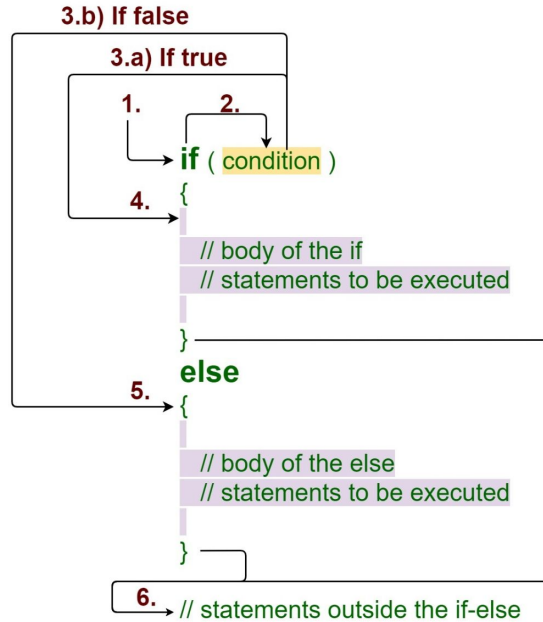 3.b) If false
3.a) If true
1. 2.
if ( condition )
{
4.
// body of the if
// statements to be executed
}
else
5.
{
// body of the else
// statements to be executed
}
6.
// statements outside the if-else